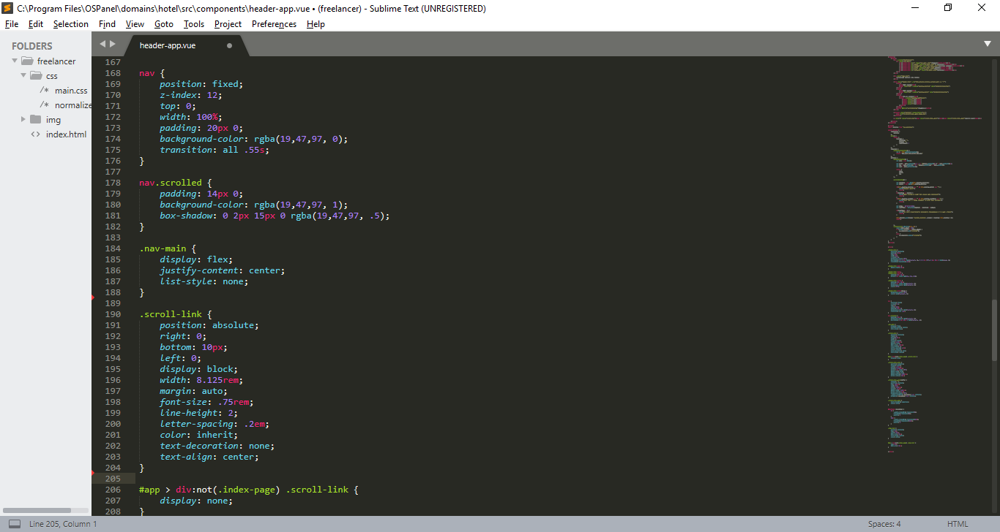 C:\Program Files\OSPanel\domains\hotel\src\components\header-app.vue • (freelancer) - Sublime Text (UNREGISTERED)
File Edit Selection Find View Goto Tools Project Preferences Help
FOLDERS
freelancer
css
/* main.css
/* normalize
img
<> index.html
header-app.vue
167
168 nav {
169     position: fixed;
170     z-index: 12;
171     top: 0;
172     width: 100%;
173     padding: 20px 0;
174     background-color: rgba(19,47,97, 0);
175     transition: all .55s;
176 }
177
178 nav.scrolled {
179     padding: 14px 0;
180     background-color: rgba(19,47,97, 1);
181     box-shadow: 0 2px 15px 0 rgba(19,47,97, .5);
182 }
183
184 .nav-main {
185     display: flex;
186     justify-content: center;
187     list-style: none;
188 }
189
190 .scroll-link {
191     position: absolute;
192     right: 0;
193     bottom: 10px;
194     left: 0;
195     display: block;
196     width: 8.125rem;
197     margin: auto;
198     font-size: .75rem;
199     line-height: 2;
200     letter-spacing: .2em;
201     color: inherit;
202     text-decoration: none;
203     text-align: center;
204 }
205
206 #app > div:not(.index-page) .scroll-link {
207     display: none;
208 }
Line 205, Column 1
Spaces: 4
HTML